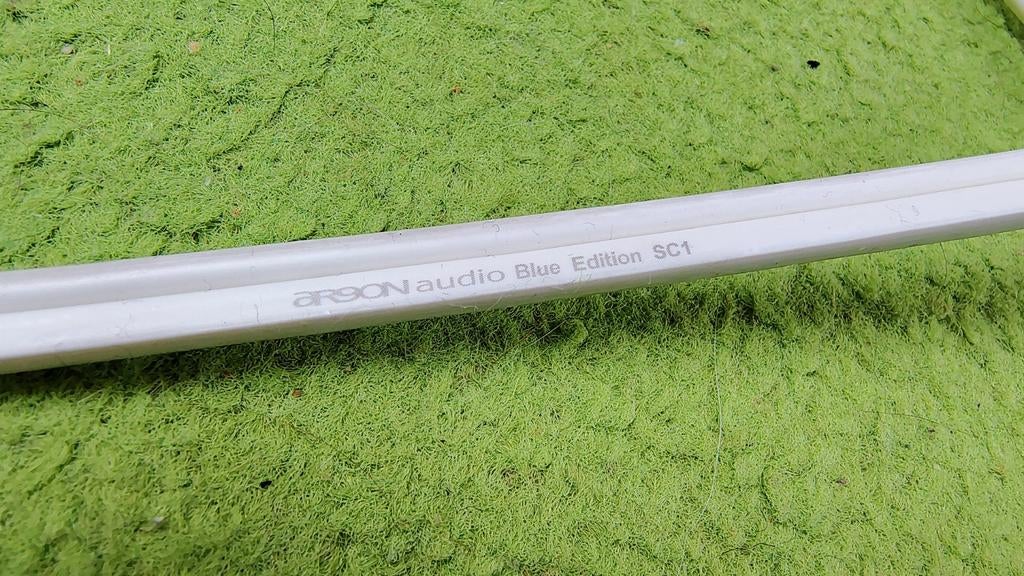 ARGON audio Blue Edition SC1